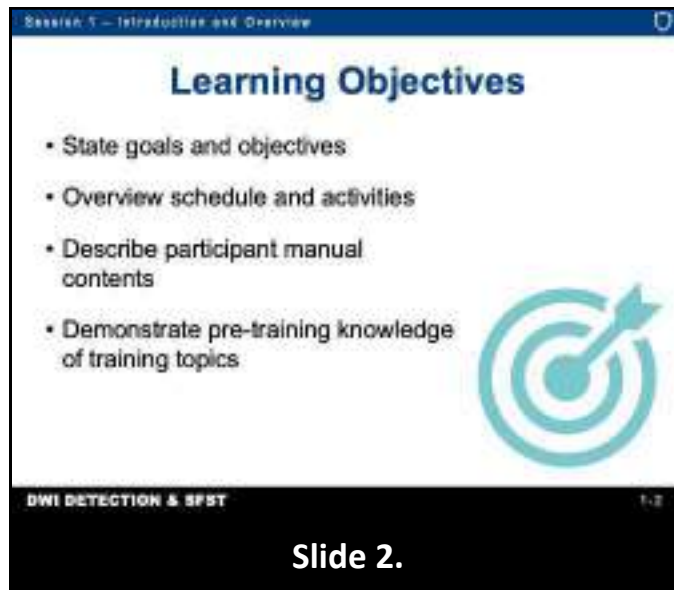 Session 1 – Introduction and Overview
Learning Objectives
• State goals and objectives
• Overview schedule and activities
• Describe participant manual
contents
• Demonstrate pre-training knowledge
of training topics
DWI DETECTION & SFST
1-2
Slide 2.